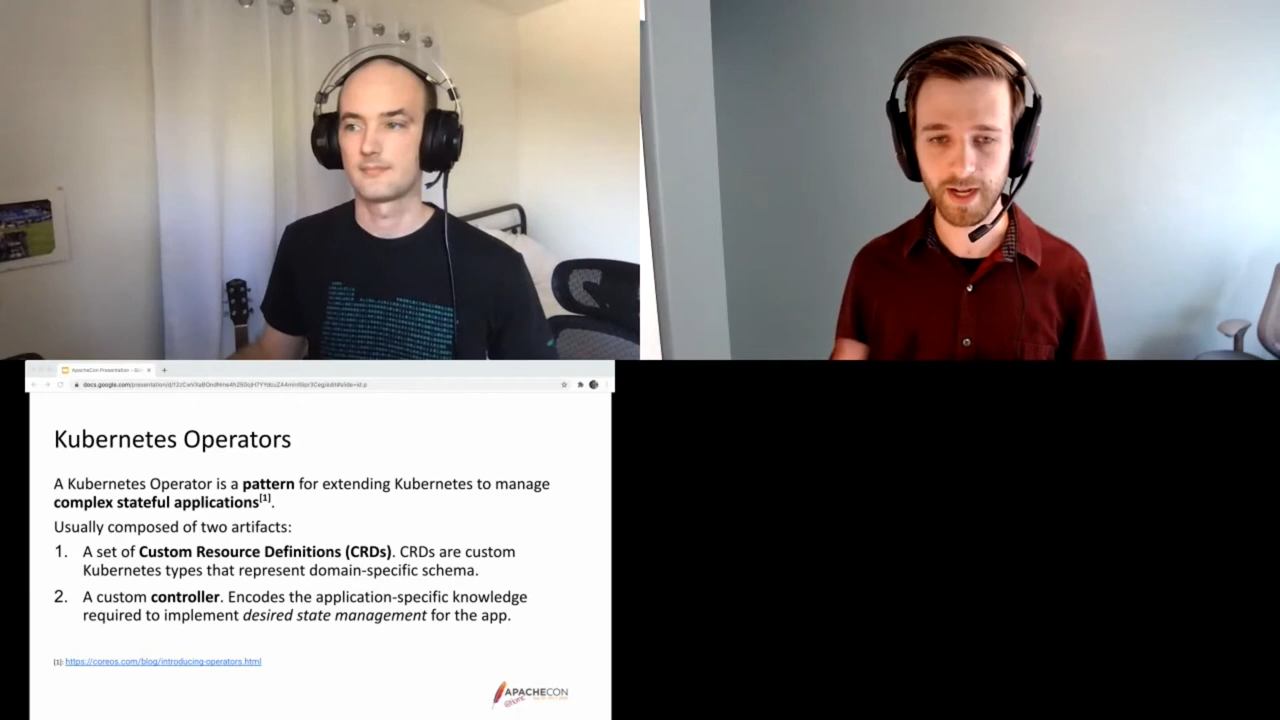 ApacheCon Presentation -
Kubernetes Operators
A Kubernetes Operator is a pattern for extending Kubernetes to manage
complex stateful applications[1].
Usually composed of two artifacts:
1. A set of Custom Resource Definitions (CRDs). CRDs are custom
Kubernetes types that represent domain-specific schema.
2. A custom controller. Encodes the application-specific knowledge
required to implement desired state management for the app.
[1]: https://coreos.com/blog/introducing-operators.html
APACHECON
@home